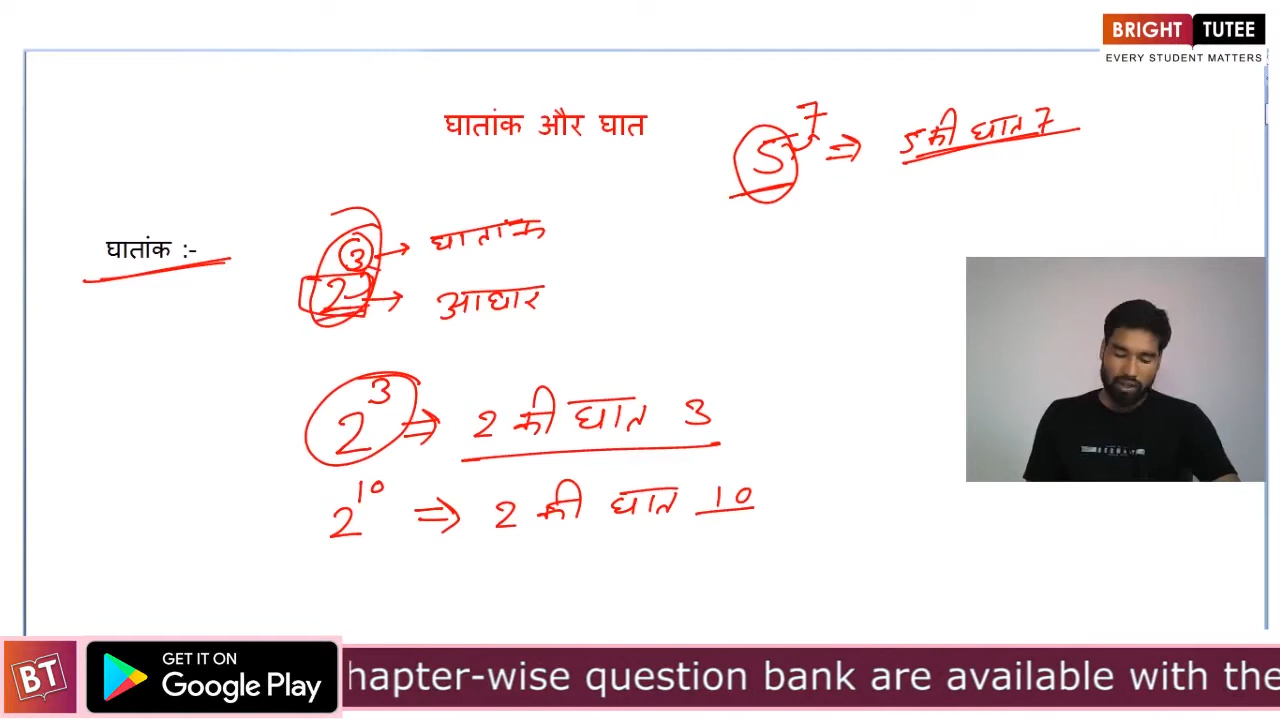 BRIGHT TUTEE
EVERY STUDENT MATTERS
घातांक और घात
5⁷ ⇒ 5 की घात 7
घातांक :-
3 → घातांक
2 → आधार
2³ ⇒ 2 की घात 3
2¹⁰ ⇒ 2 की घात 10
BT
GET IT ON
Google Play
hapter-wise question bank are available with the